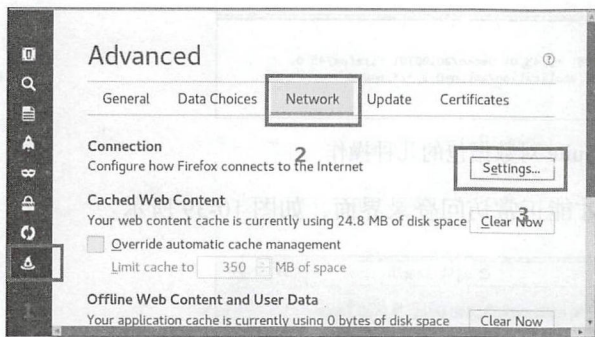 Advanced
General Data Choices Network Update Certificates
Connection
2
Configure how Firefox connects to the Internet
Settings...
Cached Web Content
3
Your web content cache is currently using 24.8 MB of disk space Clear Now
Override automatic cache management
Limit cache to 350 MB of space
1
Offline Web Content and User Data
Your application cache is currently using 0 bytes of disk space Clear Now